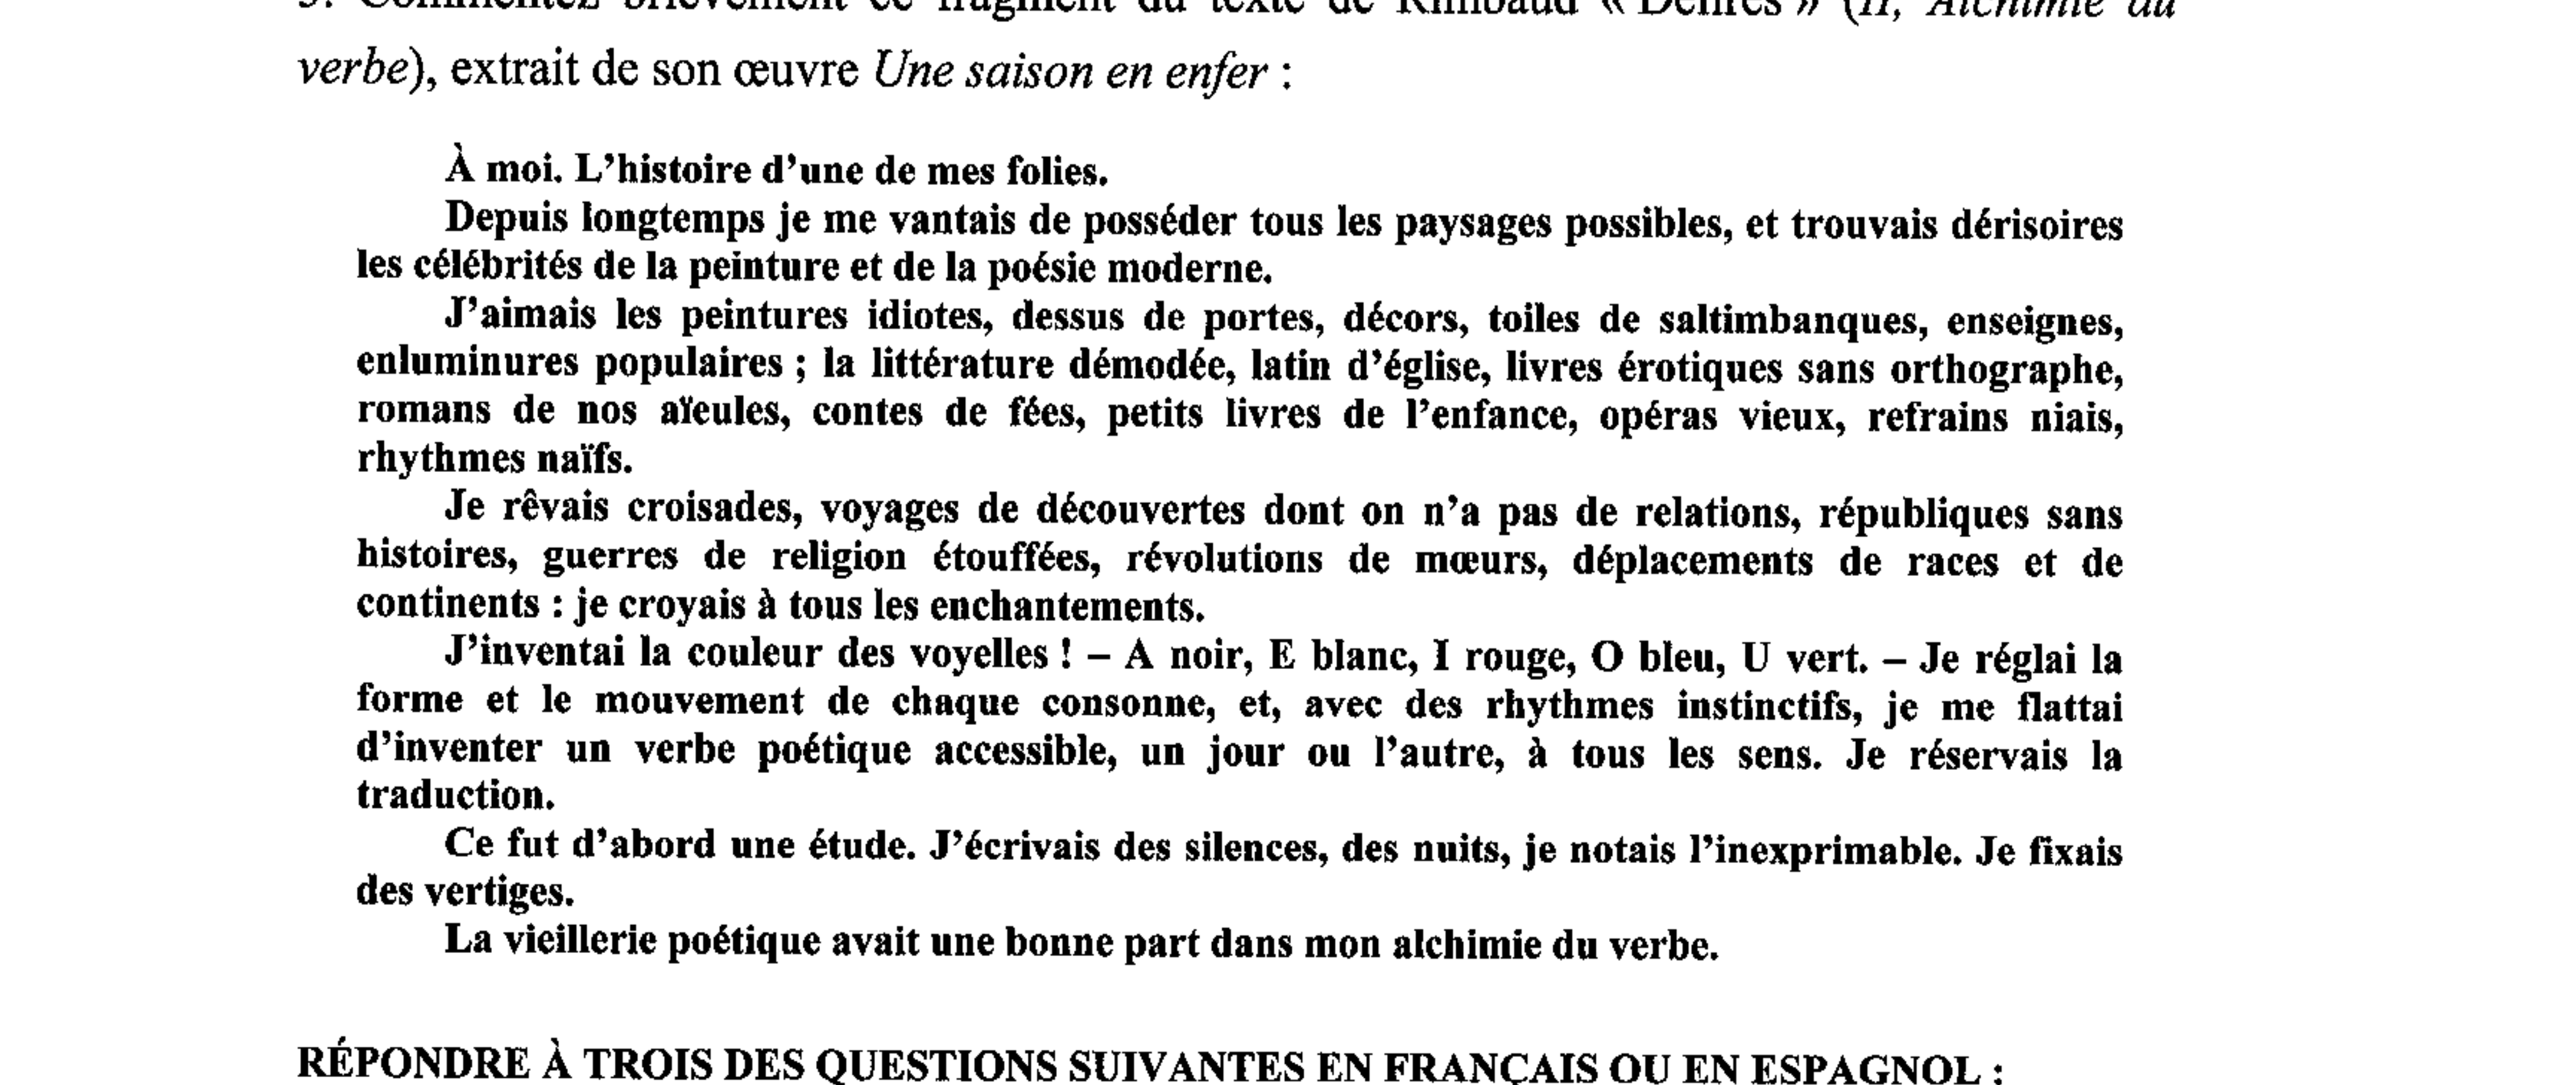 3. Commentez brièvement ce fragment du texte de Rimbaud « Délires » (II, Alchimie du
verbe), extrait de son œuvre Une saison en enfer :
À moi. L'histoire d'une de mes folies.
Depuis longtemps je me vantais de posséder tous les paysages possibles, et trouvais dérisoires
les célébrités de la peinture et de la poésie moderne.
J'aimais les peintures idiotes, dessus de portes, décors, toiles de saltimbanques, enseignes,
enluminures populaires ; la littérature démodée, latin d'église, livres érotiques sans orthographe,
romans de nos aïeules, contes de fées, petits livres de l'enfance, opéras vieux, refrains niais,
rhythmes naïfs.
Je rêvais croisades, voyages de découvertes dont on n'a pas de relations, républiques sans
histoires, guerres de religion étouffées, révolutions de mœurs, déplacements de races et de
continents : je croyais à tous les enchantements.
J'inventai la couleur des voyelles ! – A noir, E blanc, I rouge, O bleu, U vert. – Je réglai la
forme et le mouvement de chaque consonne, et, avec des rhythmes instinctifs, je me flattai
d'inventer un verbe poétique accessible, un jour ou l'autre, à tous les sens. Je réservais la
traduction.
Ce fut d'abord une étude. J'écrivais des silences, des nuits, je notais l'inexprimable. Je fixais
des vertiges.
La vieillerie poétique avait une bonne part dans mon alchimie du verbe.
RÉPONDRE À TROIS DES QUESTIONS SUIVANTES EN FRANÇAIS OU EN ESPAGNOL :